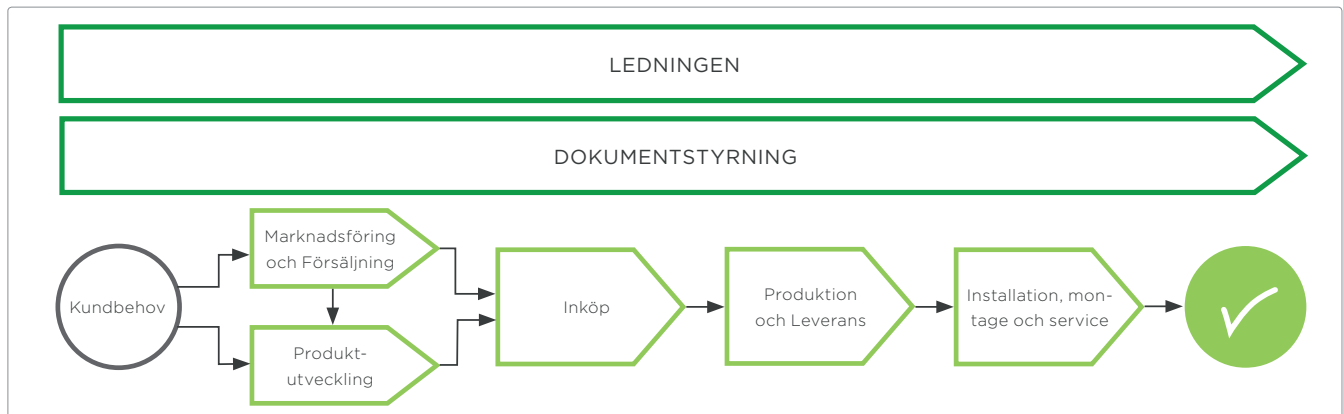 LEDNINGEN
DOKUMENTSTYRNING
Kundbehov
Marknadsföring
och Försäljning
Produkt-
utveckling
Inköp
Produktion
och Leverans
Installation, mon-
tage och service